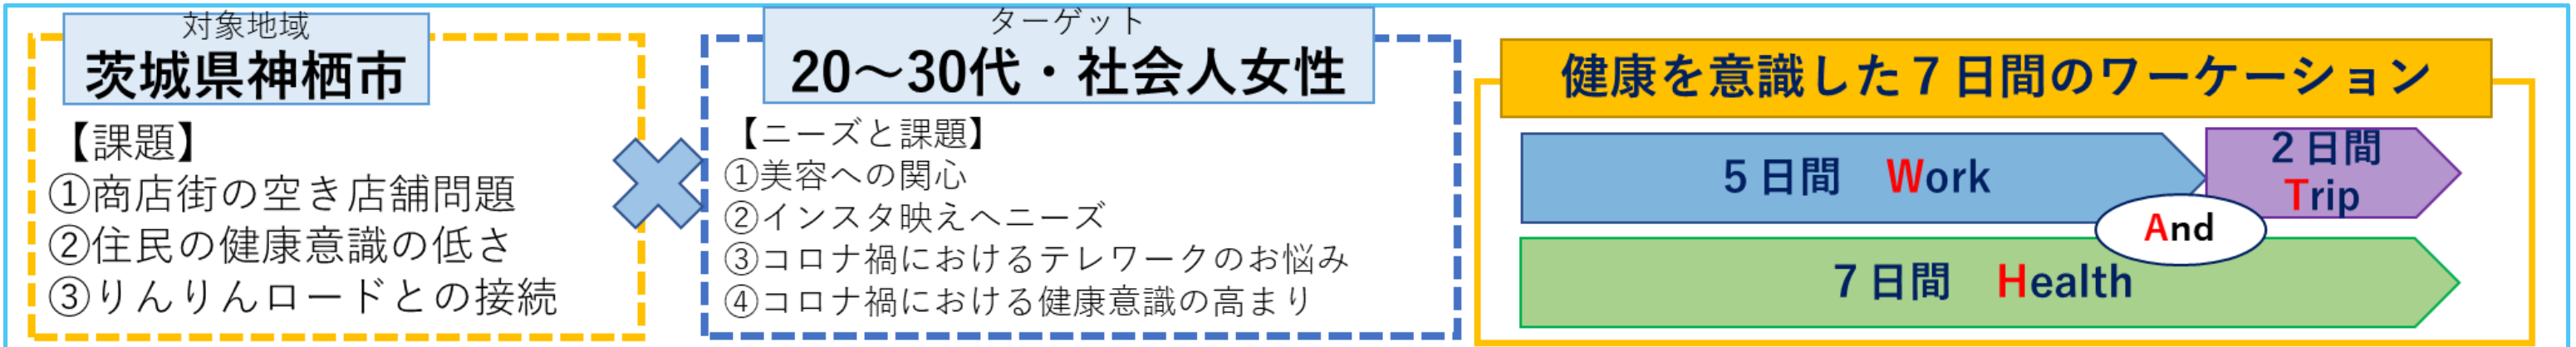 対象地域
茨城県神栖市
【課題】
①商店街の空き店舗問題
②住民の健康意識の低さ
③りんりんロードとの接続
ターゲット
20～30代・社会人女性
【ニーズと課題】
①美容への関心
②インスタ映えへニーズ
③コロナ禍におけるテレワークのお悩み
④コロナ禍における健康意識の高まり
健康を意識した７日間のワーケーション
５日間　Work
２日間
Trip
And
７日間　Health